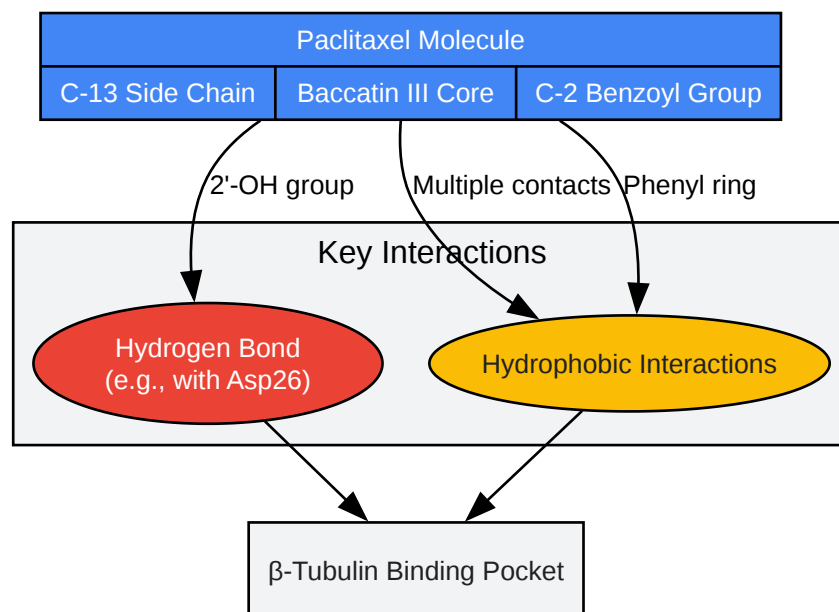 Paclitaxel Molecule
C-13 Side Chain
Baccatin III Core
C-2 Benzoyl Group
2'-OH group
Multiple contacts
Phenyl ring
Key Interactions
Hydrogen Bond
(e.g., with Asp26)
Hydrophobic Interactions
β-Tubulin Binding Pocket